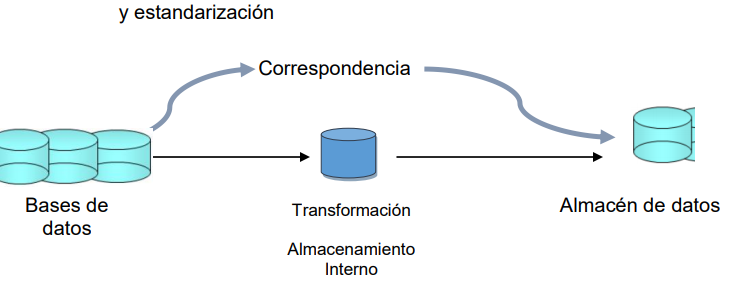 y estandarización
Correspondencia
Bases de
datos
Transformación
Almacenamiento
Interno
Almacén de datos